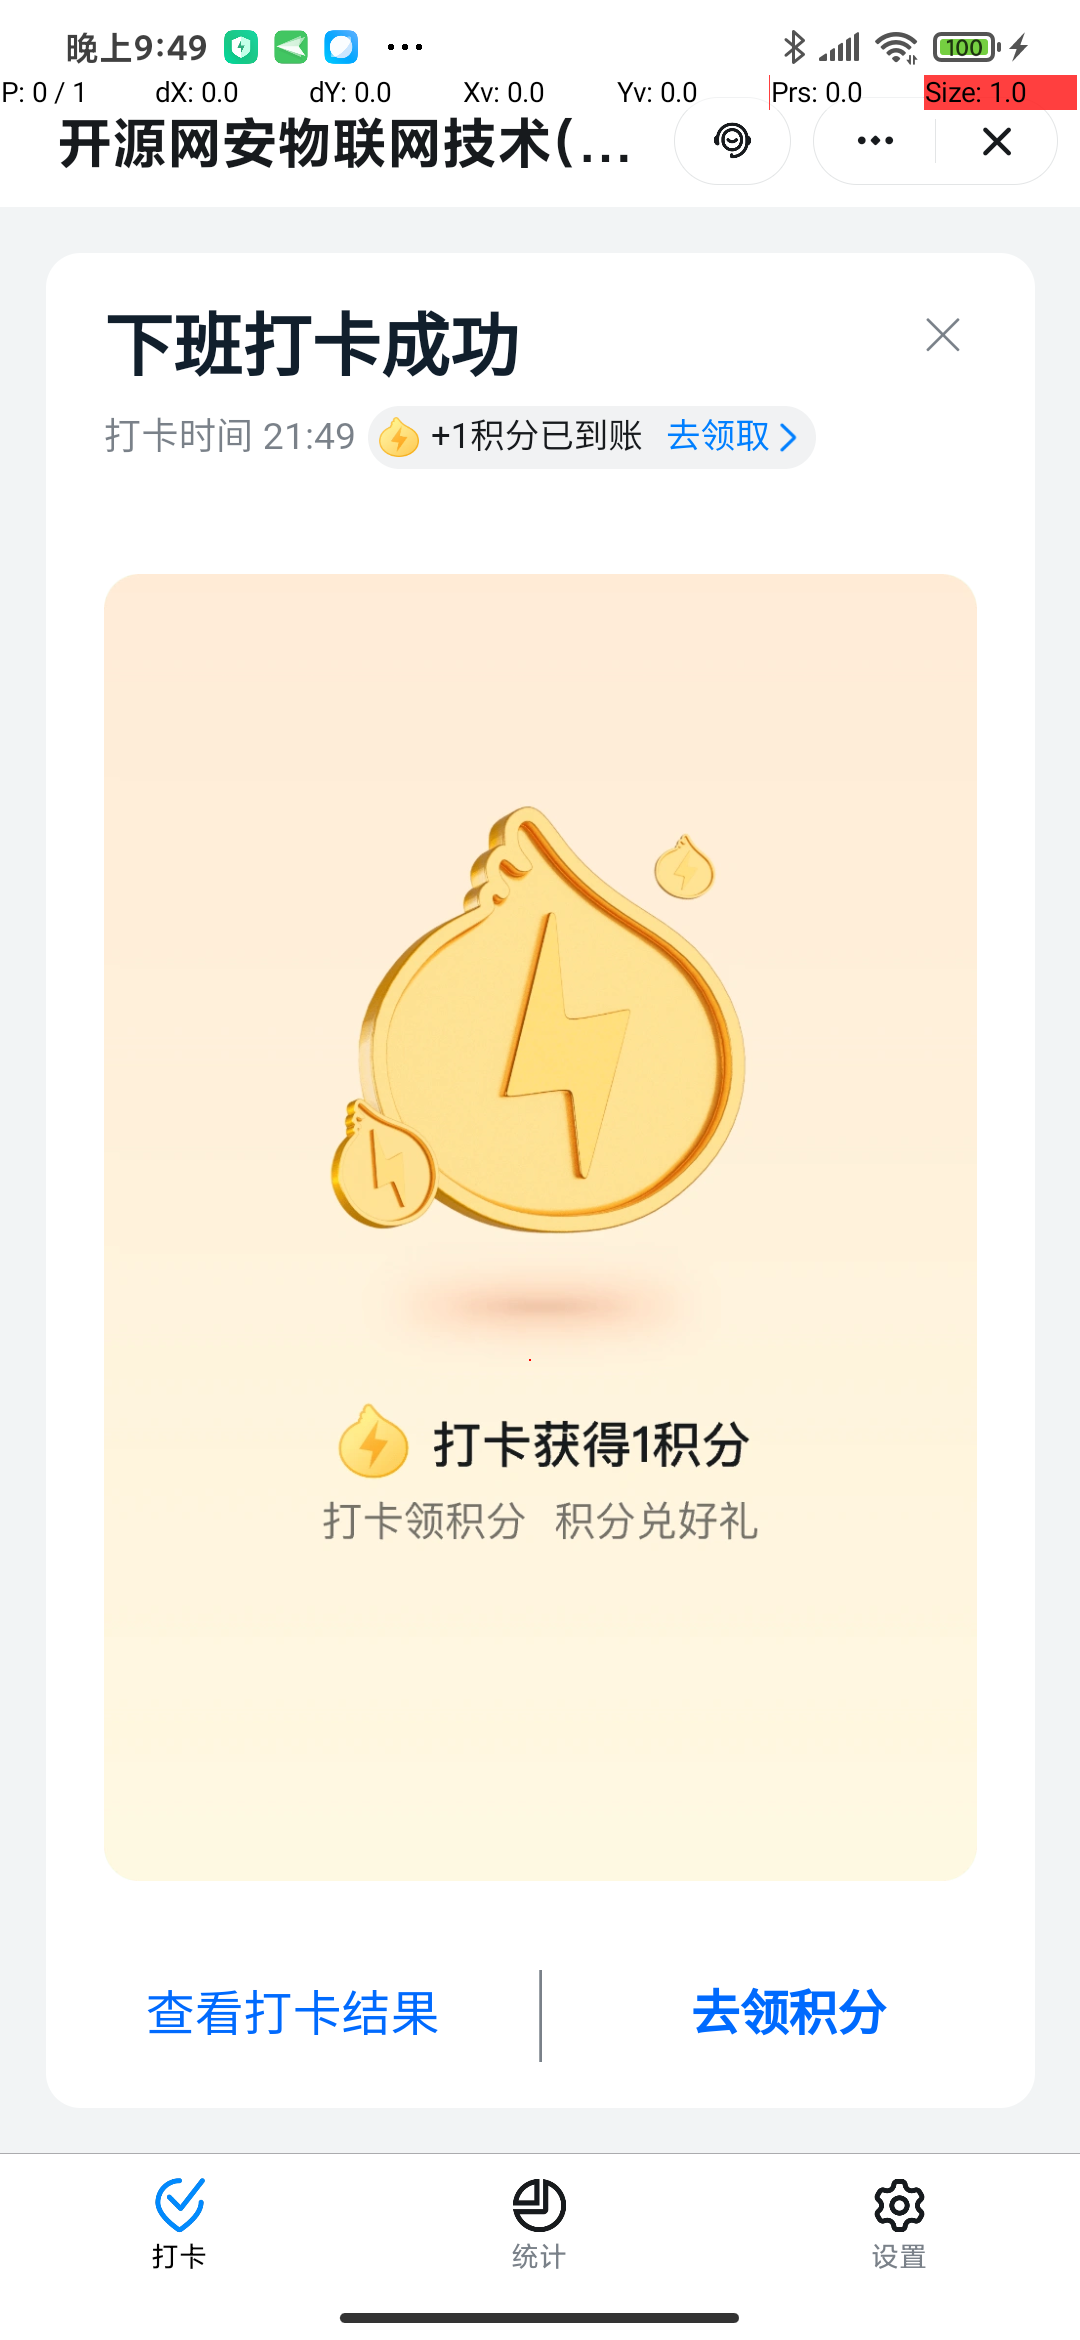 晚上9:49 100
P: 0 / 1 dX: 0.0 dY: 0.0 Xv: 0.0 Yv: 0.0 Prs: 0.0 Size: 1.0
开源网安物联网技术(...
下班打卡成功
打卡时间 21:49 +1积分已到账 去领取
打卡获得1积分
打卡领积分 积分兑好礼
查看打卡结果 去领积分
打卡 统计 设置